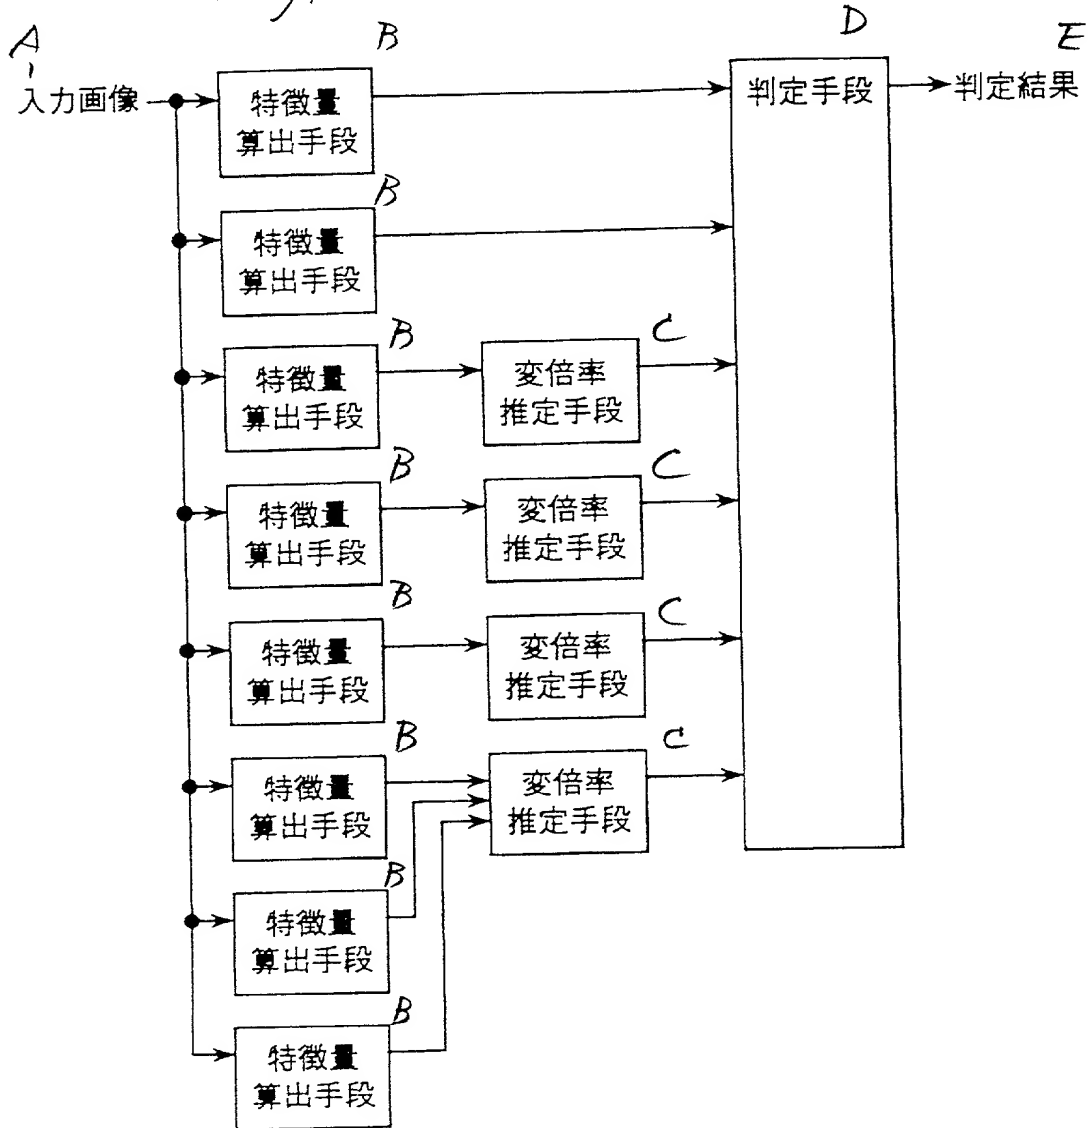 A
B
D
E
入力画像
特徴量
算出手段
判定手段
判定結果
B
特徴量
算出手段
B
C
特徴量
算出手段
変倍率
推定手段
B
C
特徴量
算出手段
変倍率
推定手段
B
C
特徴量
算出手段
変倍率
推定手段
B
C
特徴量
算出手段
変倍率
推定手段
B
特徴量
算出手段
B
特徴量
算出手段